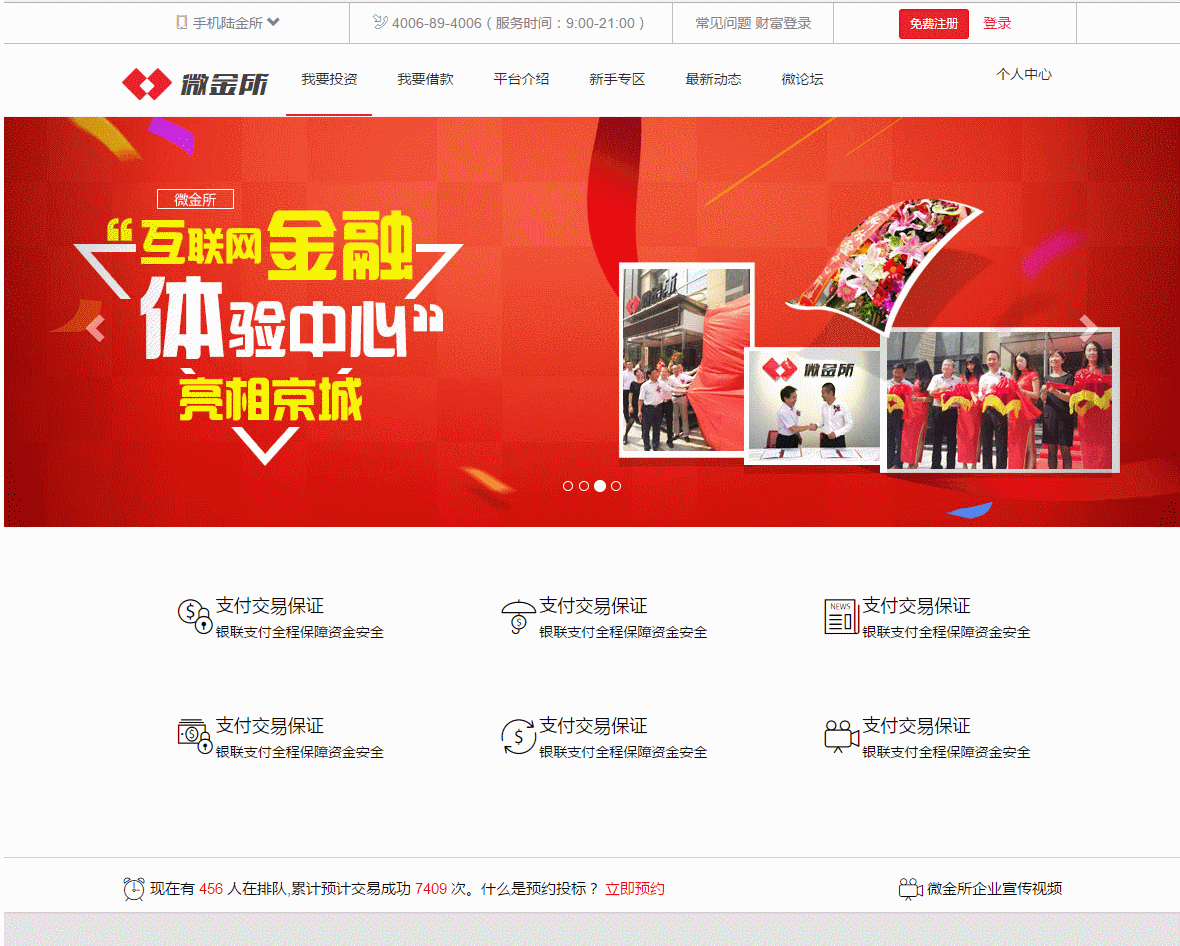 手机陆金所
4006-89-4006 ( 服务时间：9:00-21:00 )
常见问题 财富登录
免费注册
登录
微金所
我要投资
我要借款
平台介绍
新手专区
最新动态
微论坛
个人中心
微金所
“互联网金融
体验中心”
亮相京城
微金所
微金所
支付交易保证
银联支付全程保障资金安全
支付交易保证
银联支付全程保障资金安全
NEWS
支付交易保证
银联支付全程保障资金安全
支付交易保证
银联支付全程保障资金安全
支付交易保证
银联支付全程保障资金安全
支付交易保证
银联支付全程保障资金安全
现在有 456 人在排队,累计预计交易成功 7409 次。什么是预约投标？ 立即预约
微金所企业宣传视频